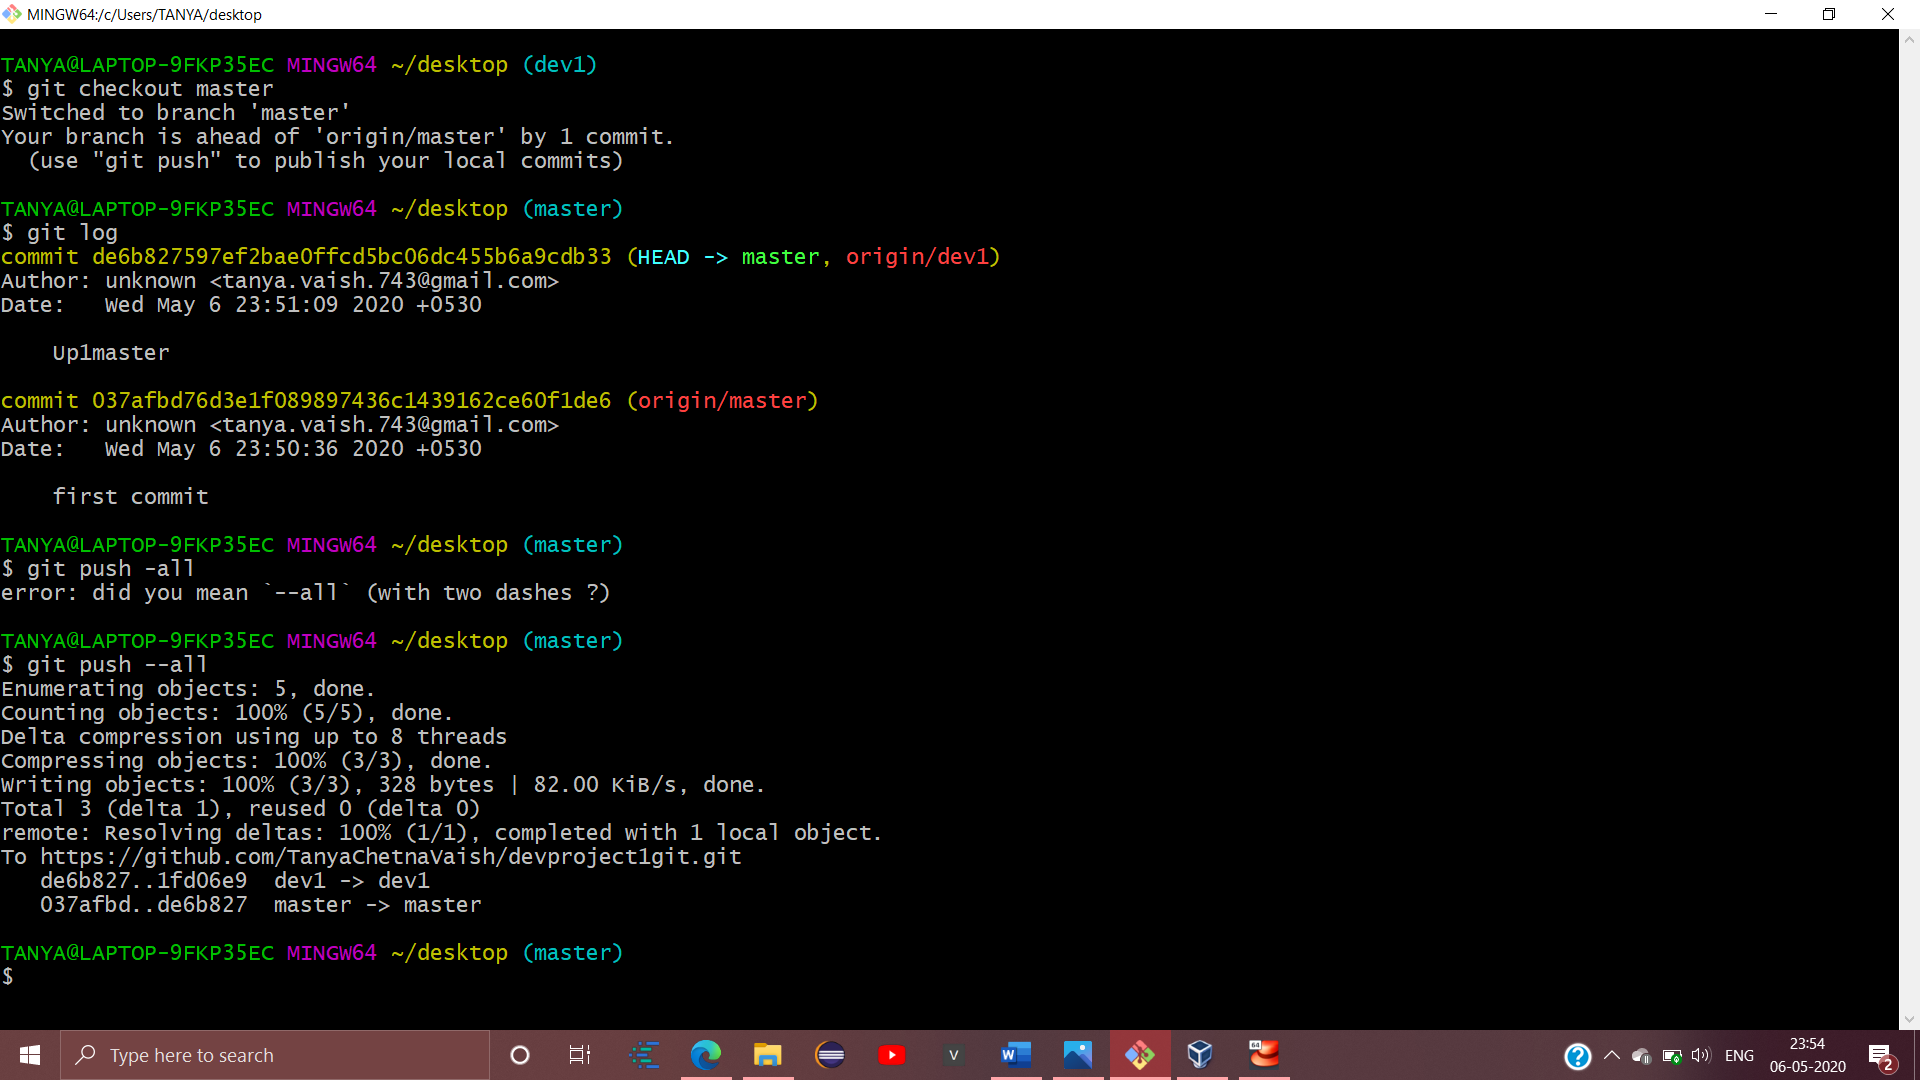 MINGW64:/c/Users/TANYA/desktop
TANYA@LAPTOP-9FKP35EC MINGW64 ~/desktop (dev1)
$ git checkout master
Switched to branch 'master'
Your branch is ahead of 'origin/master' by 1 commit.
  (use "git push" to publish your local commits)
TANYA@LAPTOP-9FKP35EC MINGW64 ~/desktop (master)
$ git log
commit de6b827597ef2bae0ffcd5bc06dc455b6a9cdb33 (HEAD -> master, origin/dev1)
Author: unknown <tanya.vaish.743@gmail.com>
Date:   Wed May 6 23:51:09 2020 +0530
    Up1master
commit 037afbd76d3e1f089897436c1439162ce60f1de6 (origin/master)
Author: unknown <tanya.vaish.743@gmail.com>
Date:   Wed May 6 23:50:36 2020 +0530
    first commit
TANYA@LAPTOP-9FKP35EC MINGW64 ~/desktop (master)
$ git push -all
error: did you mean `--all` (with two dashes ?)
TANYA@LAPTOP-9FKP35EC MINGW64 ~/desktop (master)
$ git push --all
Enumerating objects: 5, done.
Counting objects: 100% (5/5), done.
Delta compression using up to 8 threads
Compressing objects: 100% (3/3), done.
Writing objects: 100% (3/3), 328 bytes | 82.00 KiB/s, done.
Total 3 (delta 1), reused 0 (delta 0)
remote: Resolving deltas: 100% (1/1), completed with 1 local object.
To https://github.com/TanyaChetnaVaish/devproject1git.git
   de6b827..1fd06e9  dev1 -> dev1
   037afbd..de6b827  master -> master
TANYA@LAPTOP-9FKP35EC MINGW64 ~/desktop (master)
$
Type here to search
V
W
64
ENG
23:54
06-05-2020
2